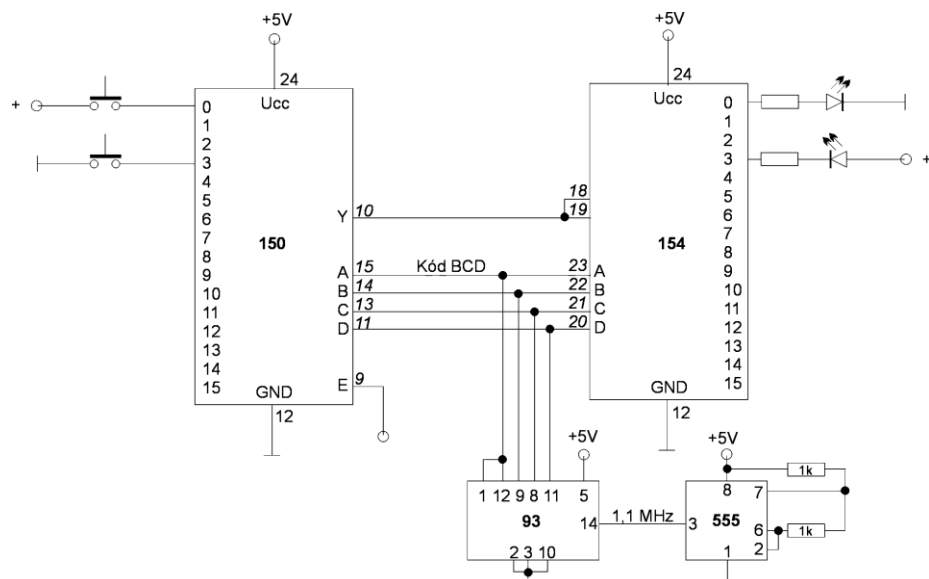 +5V
24
Ucc
+
0
1
2
3
4
5
6
7
8
9
10
11
12
13
14
15
150
Y 10
A 15
B 14
C 13
D 11
E 9
GND
12
Kód BCD
+5V
24
Ucc
18
19
154
23 A
22 B
21 C
20 D
0
1
2
3
4
5
6
7
8
9
10
11
12
13
14
15
+
GND
12
+5V
1 12 9 8 11 5
93
14
2 3 10
1,1 MHz
+5V
8
7
3 555
6
2
1
1k
1k